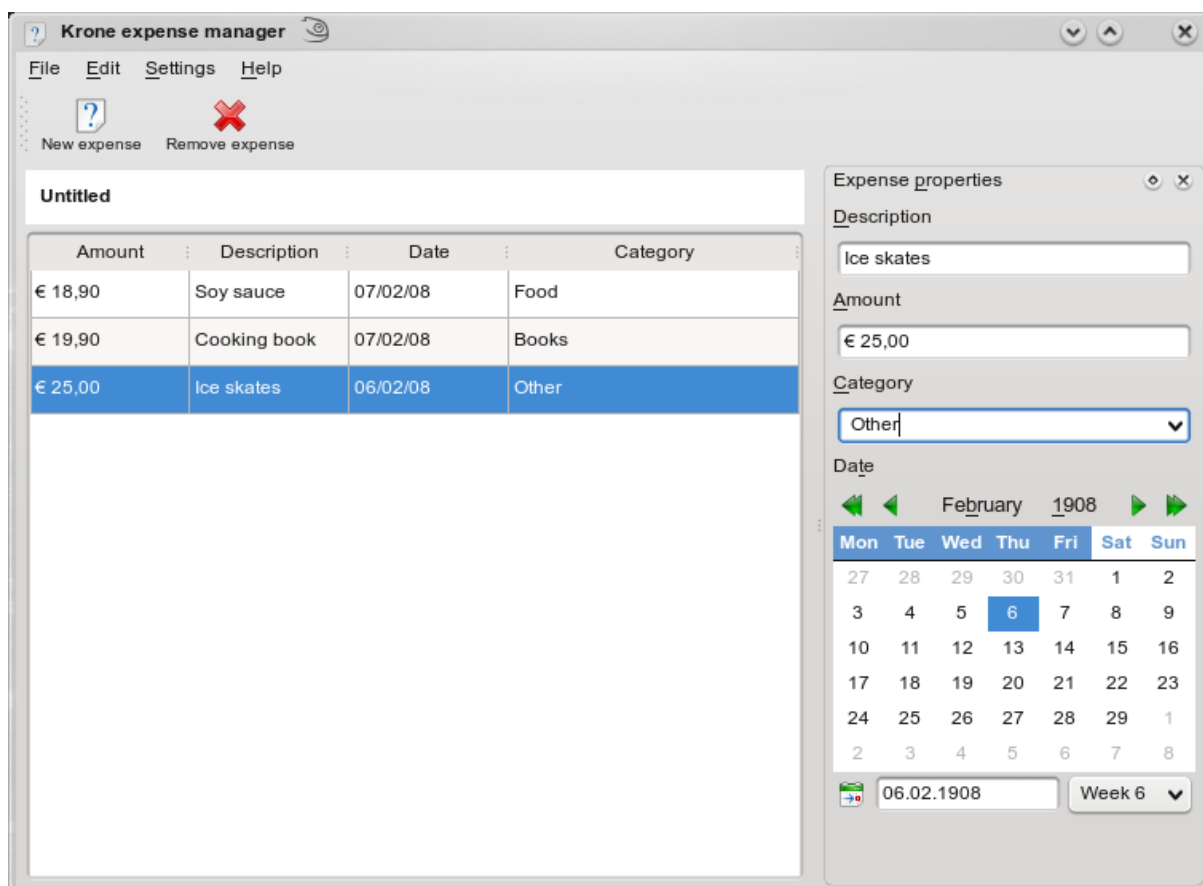 Krone expense manager
File Edit Settings Help
New expense Remove expense
Untitled
Amount Description Date Category
€ 18,90 Soy sauce 07/02/08 Food
€ 19,90 Cooking book 07/02/08 Books
€ 25,00 Ice skates 06/02/08 Other
Expense properties
Description
Ice skates
Amount
€ 25,00
Category
Other
Date
February 1908
Mon Tue Wed Thu Fri Sat Sun
27 28 29 30 31 1 2
3 4 5 6 7 8 9
10 11 12 13 14 15 16
17 18 19 20 21 22 23
24 25 26 27 28 29 1
2 3 4 5 6 7 8
06.02.1908 Week 6